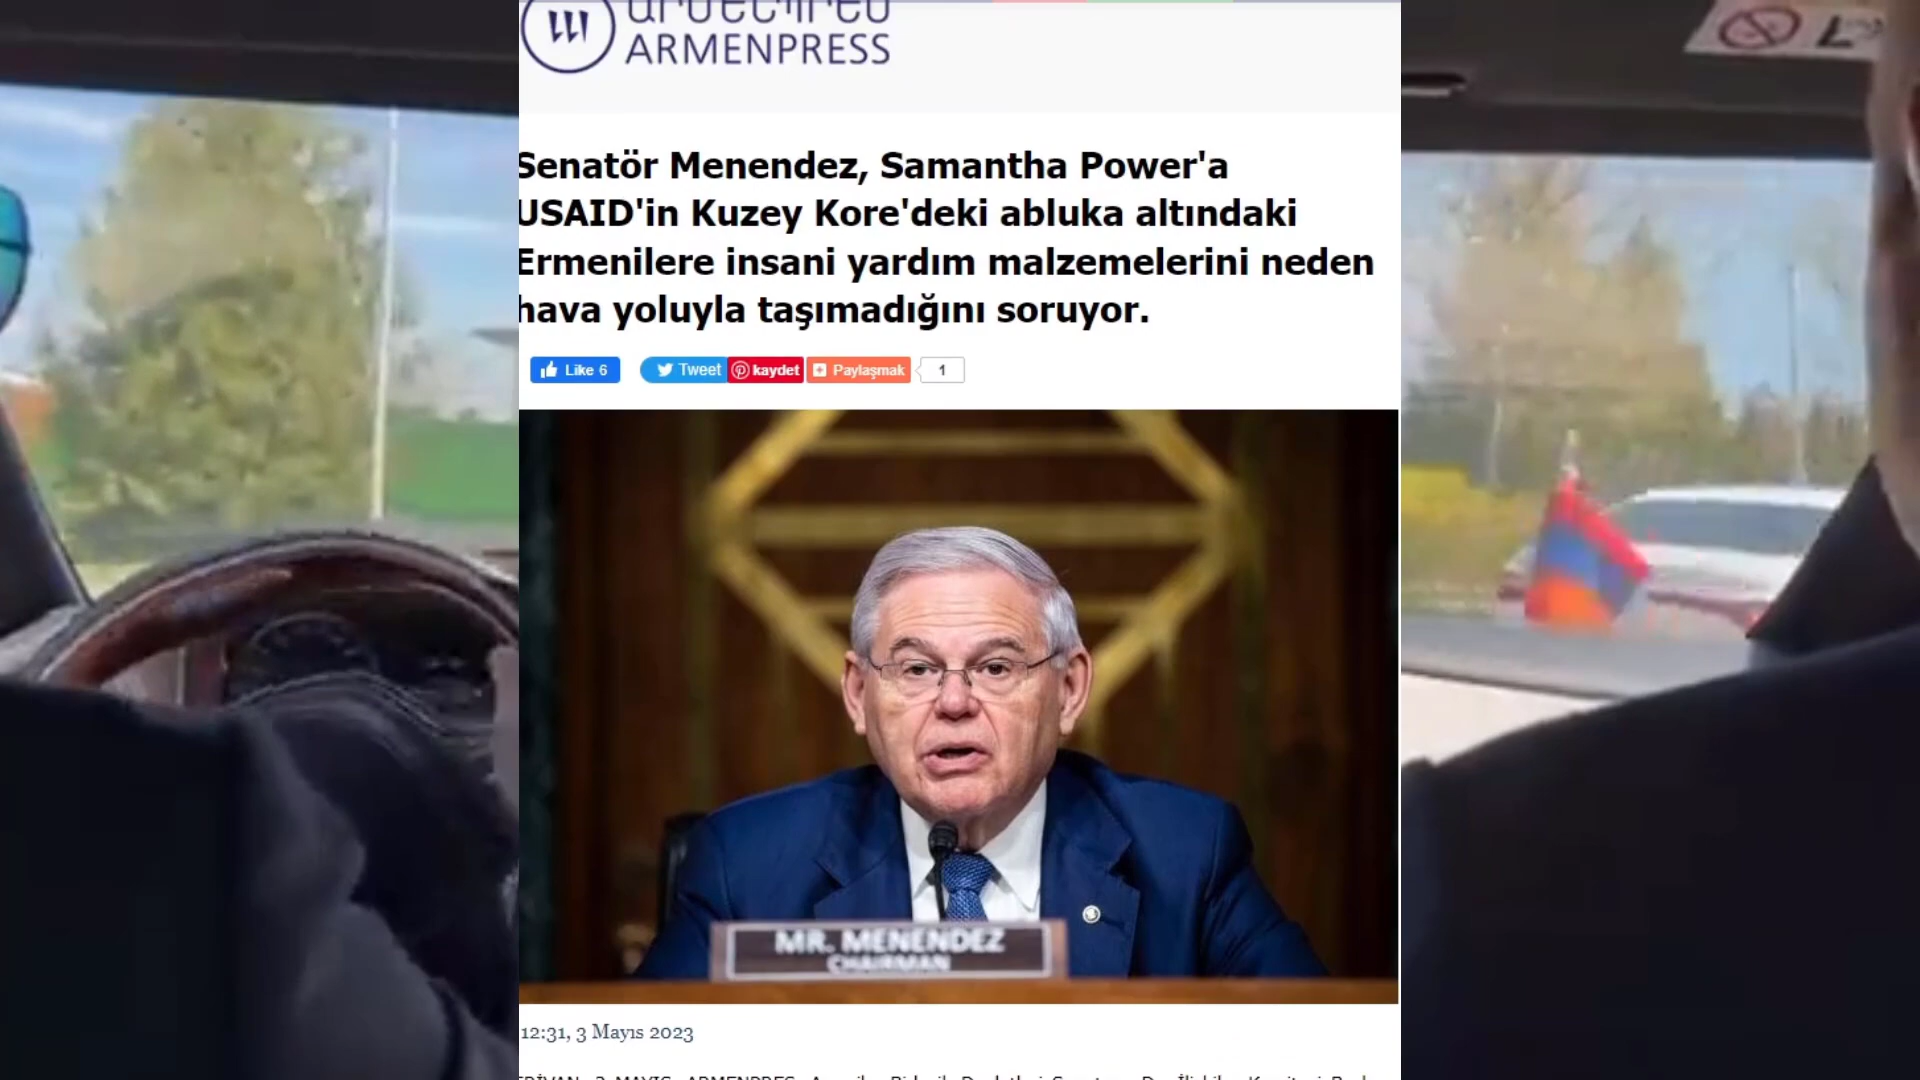 ԱՐՄԵՆՊՐԵՍ
ARMENPRESS
Senatör Menendez, Samantha Power'a
USAID'in Kuzey Kore'deki abluka altındaki
Ermenilere insani yardım malzemelerini neden
hava yoluyla taşımadığını soruyor.
Like 6 Tweet kaydet Paylaşmak 1
MR. MENENDEZ
CHAIRMAN
12:31, 3 Mayıs 2023